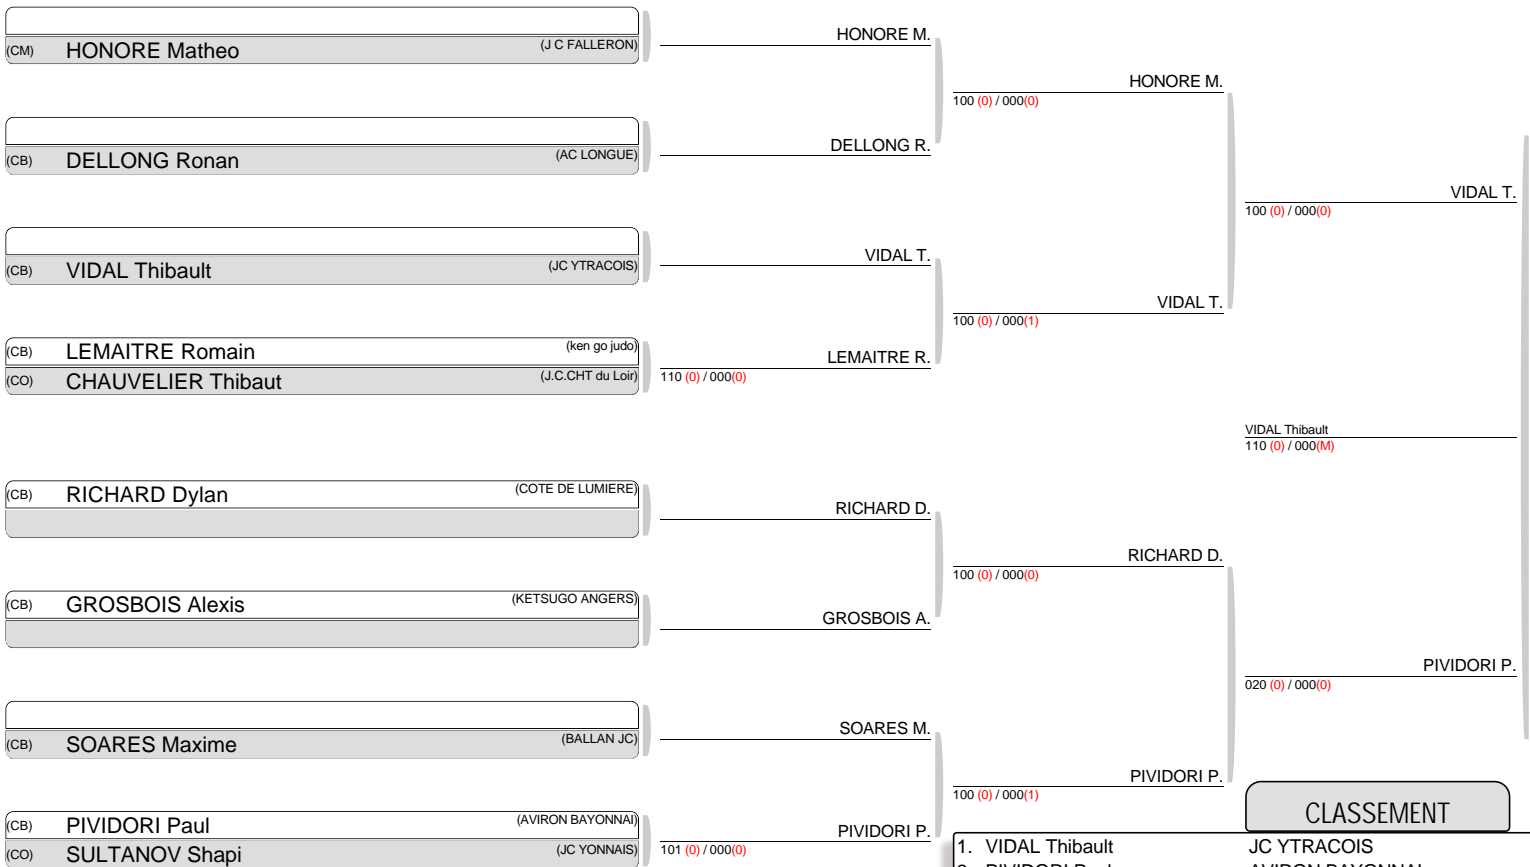 (CM) HONORE Matheo (J C FALLERON)
HONORE M.
HONORE M.
100 (0) / 000(0)
(CB) DELLONG Ronan (AC LONGUE)
DELLONG R.
VIDAL T.
100 (0) / 000(0)
(CB) VIDAL Thibault (JC YTRACOIS)
VIDAL T.
VIDAL T.
100 (0) / 000(1)
(CB) LEMAITRE Romain (ken go judo)
(CO) CHAUVELIER Thibaut (J.C.CHT du Loir)
LEMAITRE R.
110 (0) / 000(0)
VIDAL Thibault
110 (0) / 000(M)
(CB) RICHARD Dylan (COTE DE LUMIERE)
RICHARD D.
RICHARD D.
100 (0) / 000(0)
(CB) GROSBOIS Alexis (KETSUGO ANGERS)
GROSBOIS A.
PIVIDORI P.
020 (0) / 000(0)
(CB) SOARES Maxime (BALLAN JC)
SOARES M.
PIVIDORI P.
100 (0) / 000(1)
(CB) PIVIDORI Paul (AVIRON BAYONNAI)
(CO) SULTANOV Shapi (JC YONNAIS)
PIVIDORI P.
101 (0) / 000(0)
CLASSEMENT
1. VIDAL Thibault JC YTRACOIS
2. PIVIDORI Paul AVIRON BAYONNAI